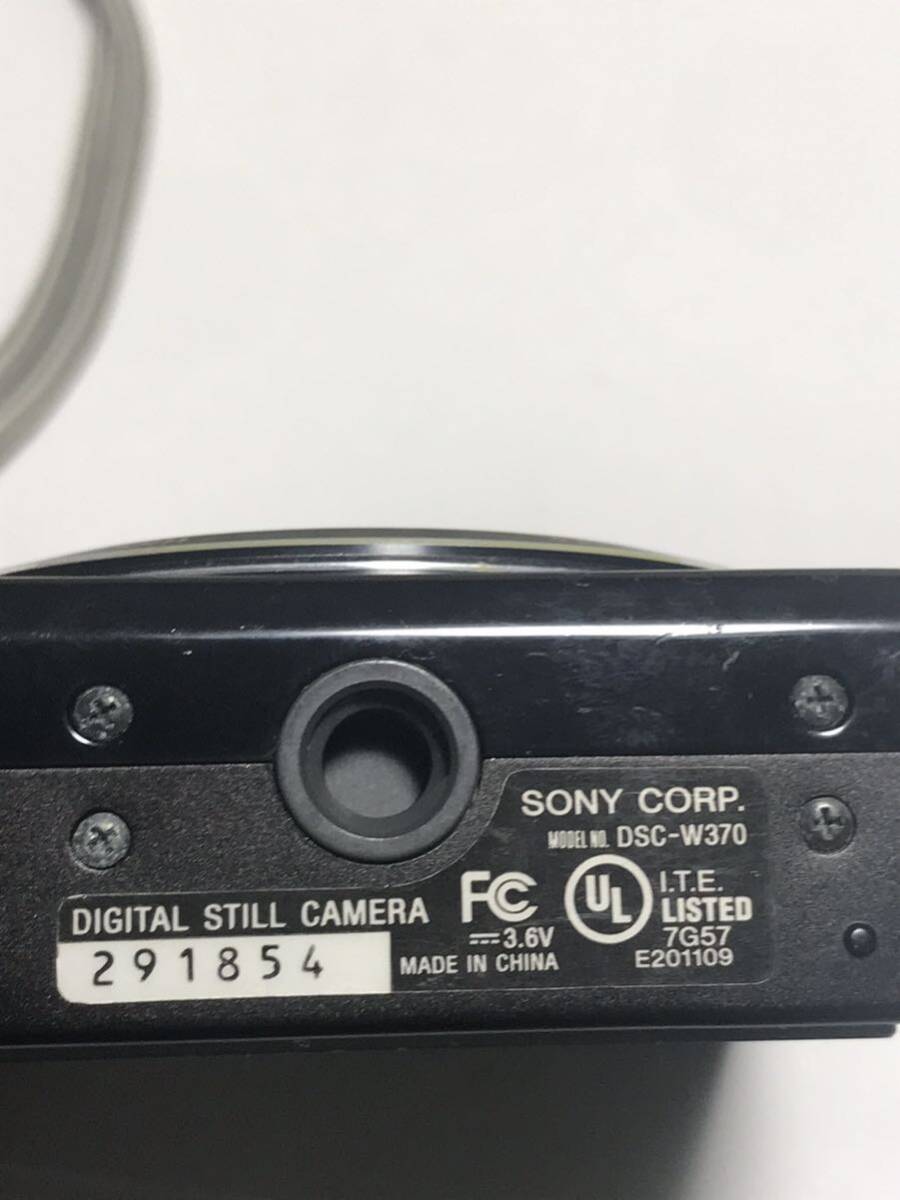 SONY CORP.
MODEL NO. DSC-W370
DIGITAL STILL CAMERA
291854
FC
⎓3.6V
MADE IN CHINA
UL
I.T.E.
LISTED
7G57
E201109